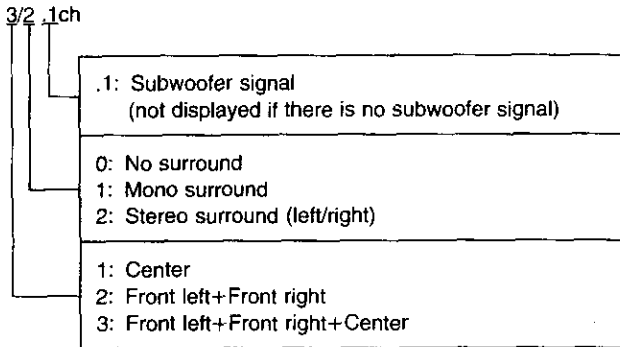 3/2 .1ch
.1: Subwoofer signal
(not displayed if there is no subwoofer signal)
0: No surround
1: Mono surround
2: Stereo surround (left/right)
1: Center
2: Front left+Front right
3: Front left+Front right+Center